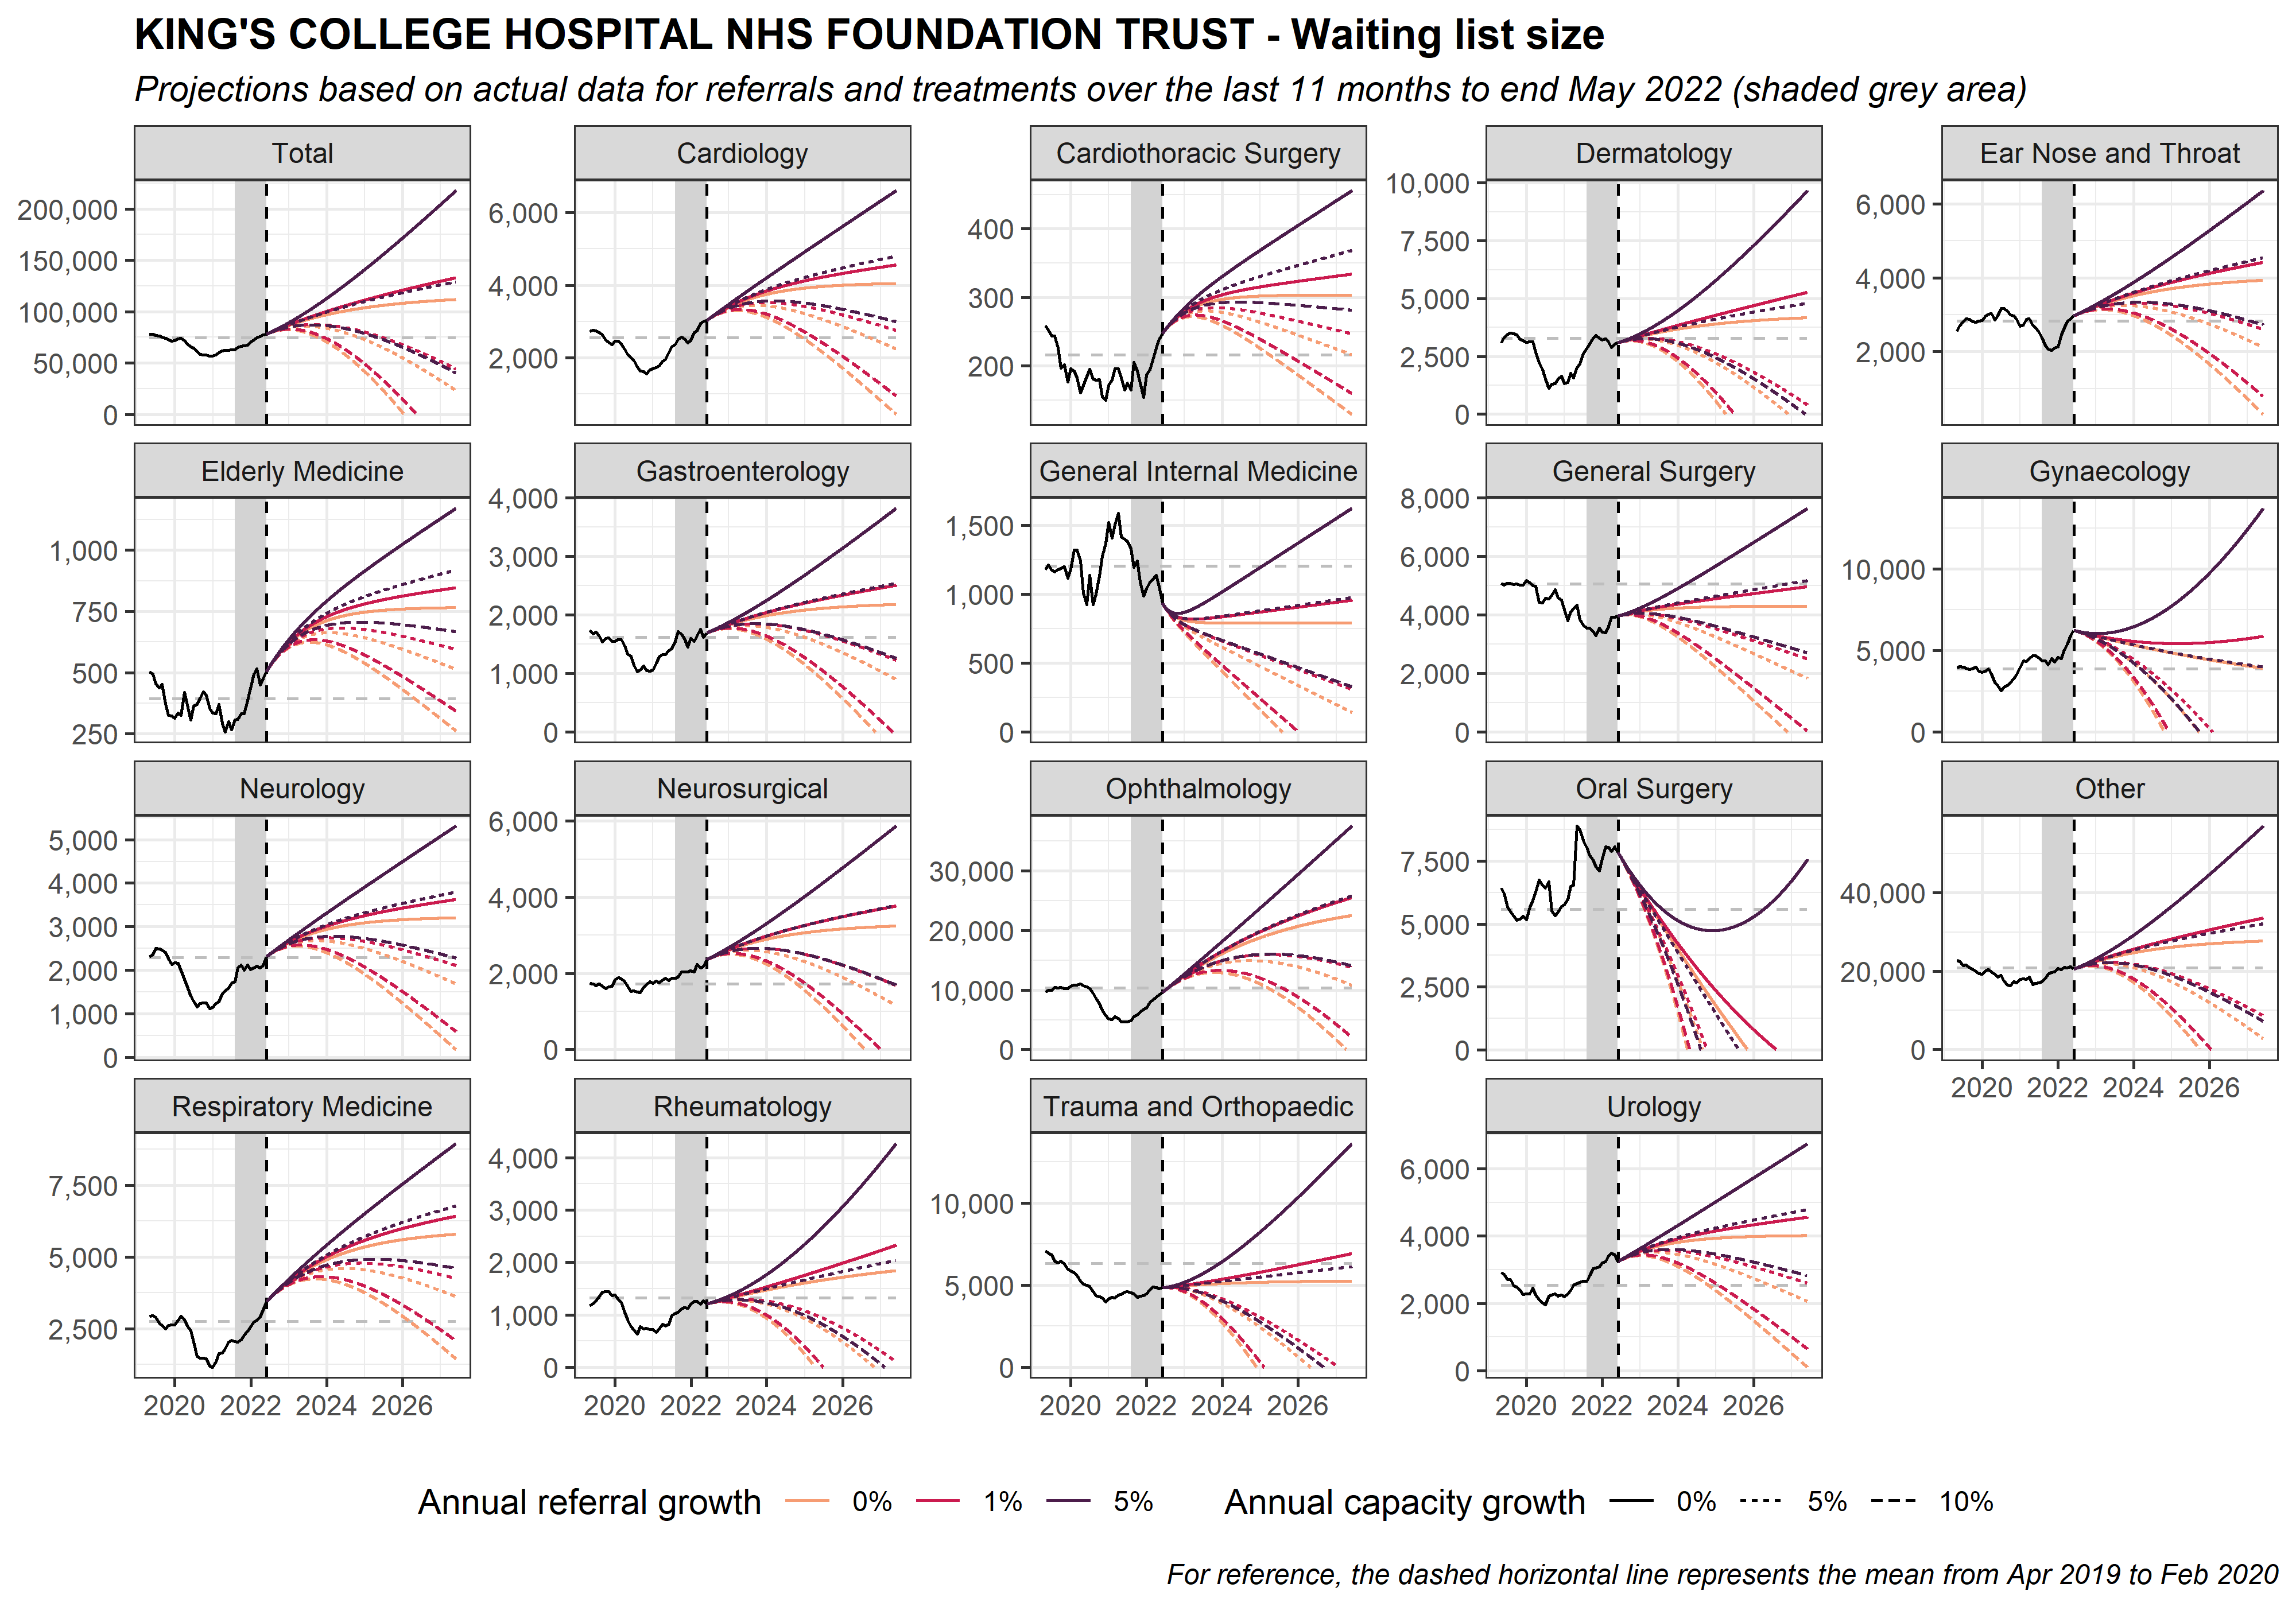 KING'S COLLEGE HOSPITAL NHS FOUNDATION TRUST - Waiting list size
Projections based on actual data for referrals and treatments over the last 11 months to end May 2022 (shaded grey area)
Total
200,000
150,000
100,000
50,000
0
Cardiology
6,000
4,000
2,000
Cardiothoracic Surgery
400
300
200
Dermatology
10,000
7,500
5,000
2,500
0
Ear Nose and Throat
6,000
4,000
2,000
Elderly Medicine
1,000
750
500
250
Gastroenterology
4,000
3,000
2,000
1,000
0
General Internal Medicine
1,500
1,000
500
0
General Surgery
8,000
6,000
4,000
2,000
0
Gynaecology
10,000
5,000
0
Neurology
5,000
4,000
3,000
2,000
1,000
0
Neurosurgical
6,000
4,000
2,000
0
Ophthalmology
30,000
20,000
10,000
0
Oral Surgery
7,500
5,000
2,500
0
Other
40,000
20,000
0
2020 2022 2024 2026
Respiratory Medicine
7,500
5,000
2,500
2020 2022 2024 2026
Rheumatology
4,000
3,000
2,000
1,000
0
2020 2022 2024 2026
Trauma and Orthopaedic
10,000
5,000
0
2020 2022 2024 2026
Urology
6,000
4,000
2,000
0
2020 2022 2024 2026
Annual referral growth 0% 1% 5% Annual capacity growth 0% 5% 10%
For reference, the dashed horizontal line represents the mean from Apr 2019 to Feb 2020